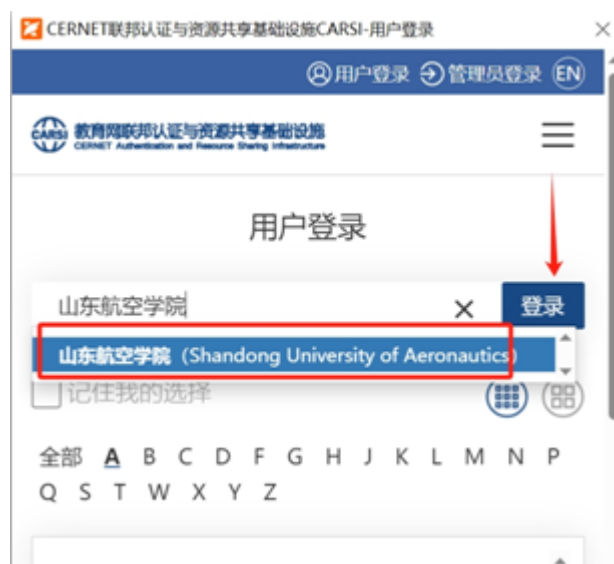 CERNET联邦认证与资源共享基础设施CARSI-用户登录
用户登录 管理员登录 EN
CARSI 教育网联邦认证与资源共享基础设施
CERNET Authentication and Resource Sharing Infrastructure
用户登录
山东航空学院 登录
山东航空学院（Shandong University of Aeronautics）
记住我的选择
全部 A B C D F G H J K L M N P
Q S T W X Y Z